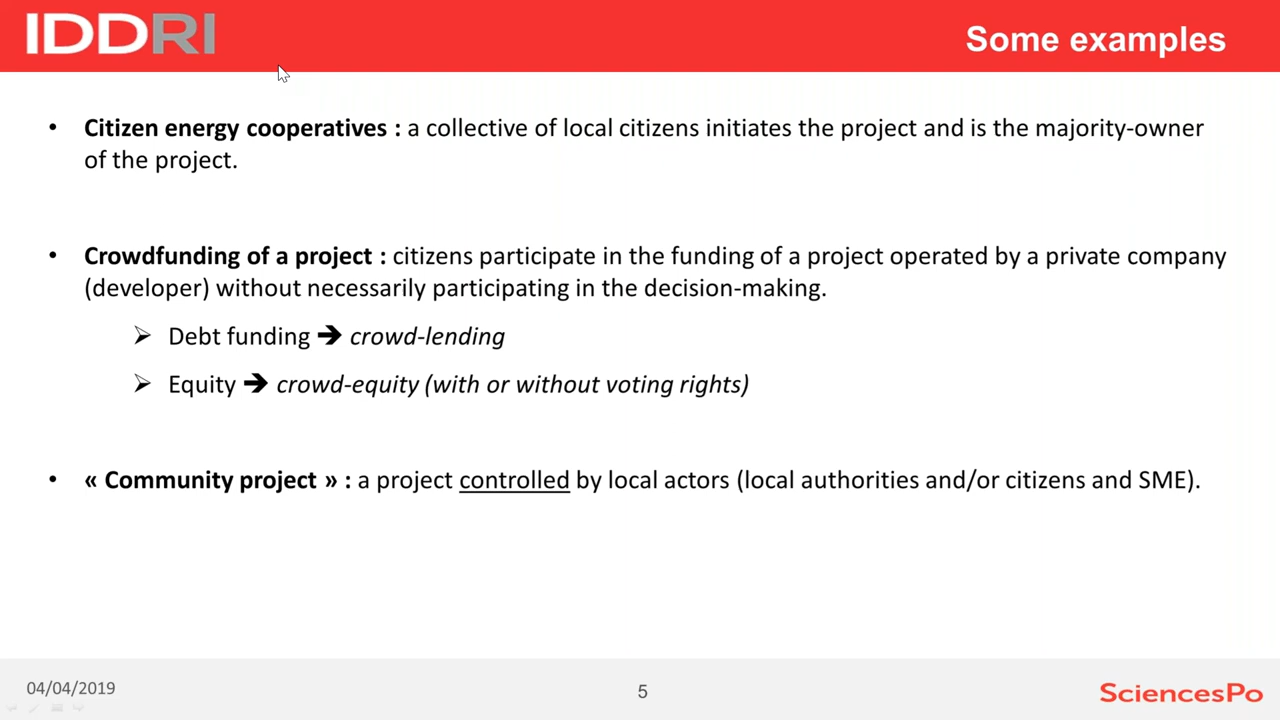 IDDRI
Some examples
• Citizen energy cooperatives : a collective of local citizens initiates the project and is the majority-owner
of the project.
• Crowdfunding of a project : citizens participate in the funding of a project operated by a private company
(developer) without necessarily participating in the decision-making.
➢ Debt funding ➔ crowd-lending
➢ Equity ➔ crowd-equity (with or without voting rights)
• « Community project » : a project controlled by local actors (local authorities and/or citizens and SME).
04/04/2019
5
SciencesPo